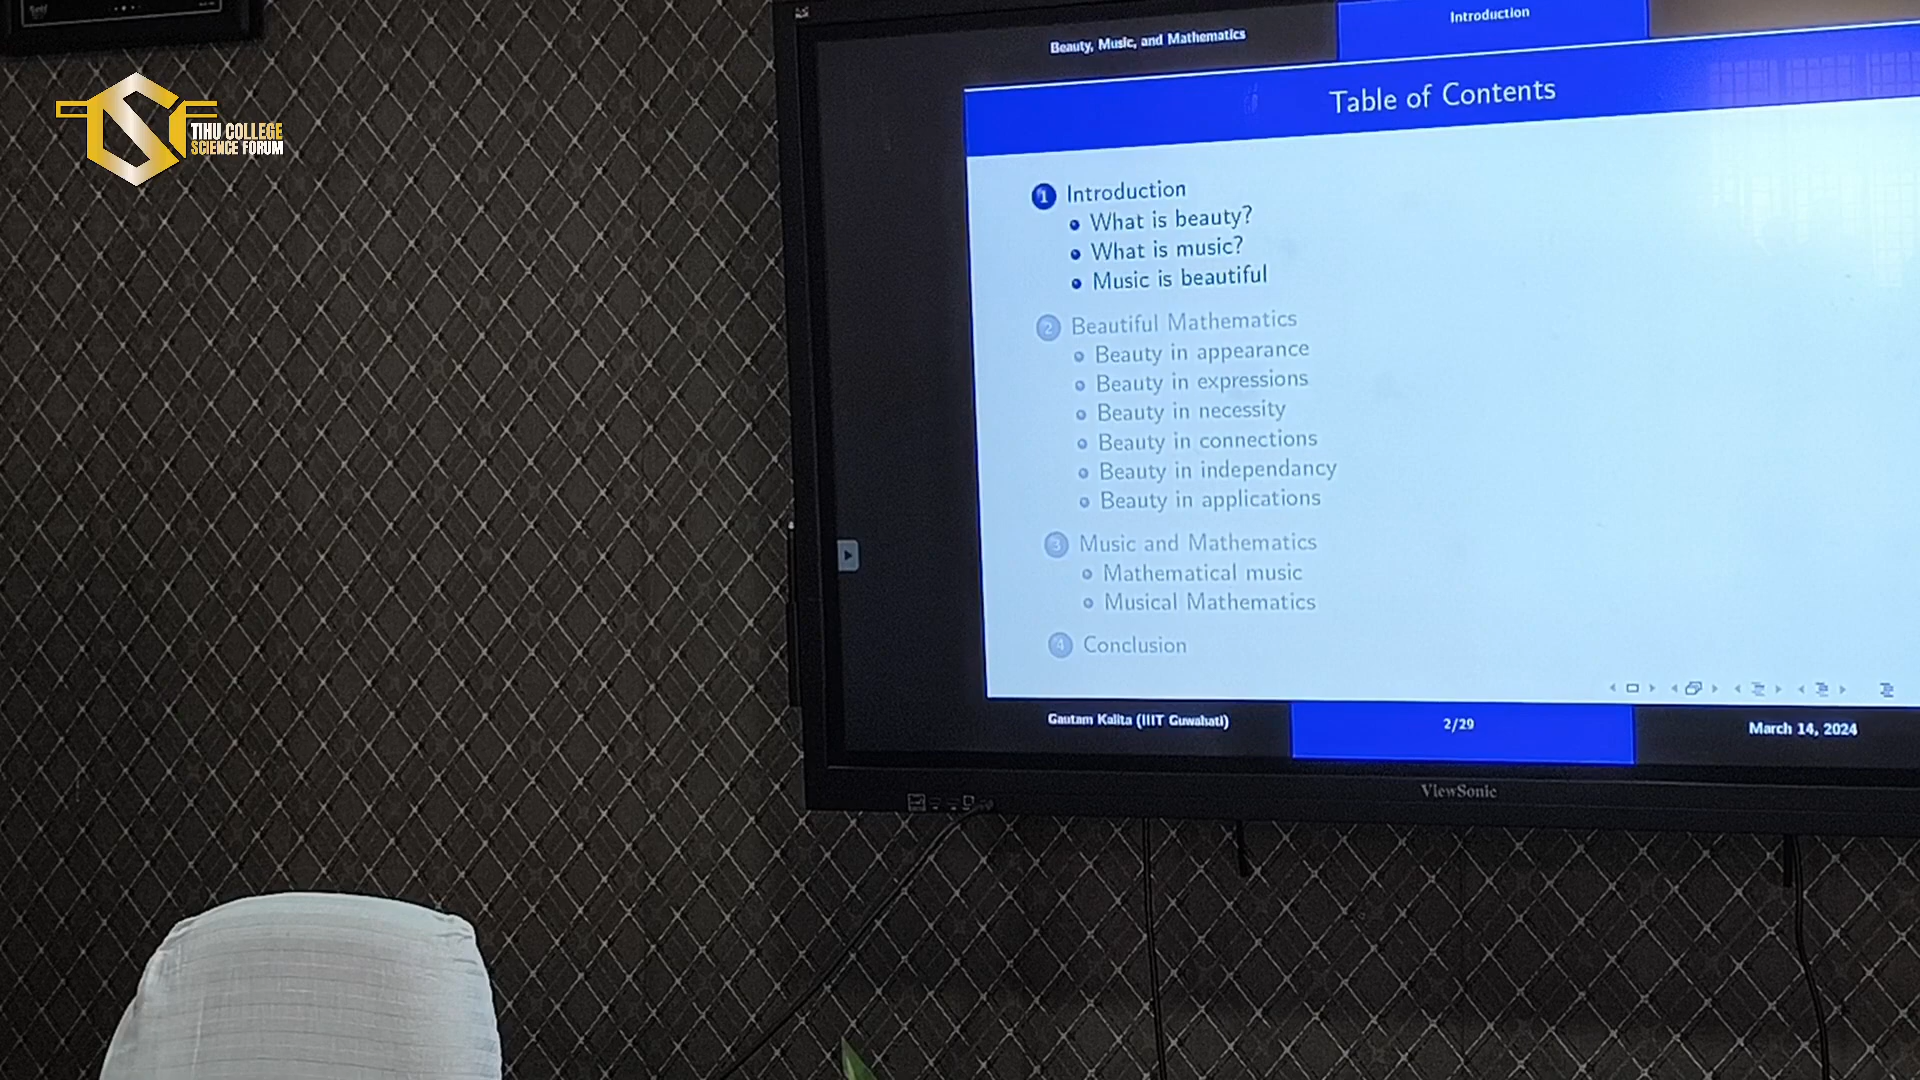 TIHU COLLEGE
SCIENCE FORUM
Beauty, Music, and Mathematics
Introduction
Table of Contents
1 Introduction
What is beauty?
What is music?
Music is beautiful
2 Beautiful Mathematics
Beauty in appearance
Beauty in expressions
Beauty in necessity
Beauty in connections
Beauty in independancy
Beauty in applications
3 Music and Mathematics
Mathematical music
Musical Mathematics
4 Conclusion
Gautam Kalita (IIIT Guwahati)
2/29
March 14, 2024
ViewSonic